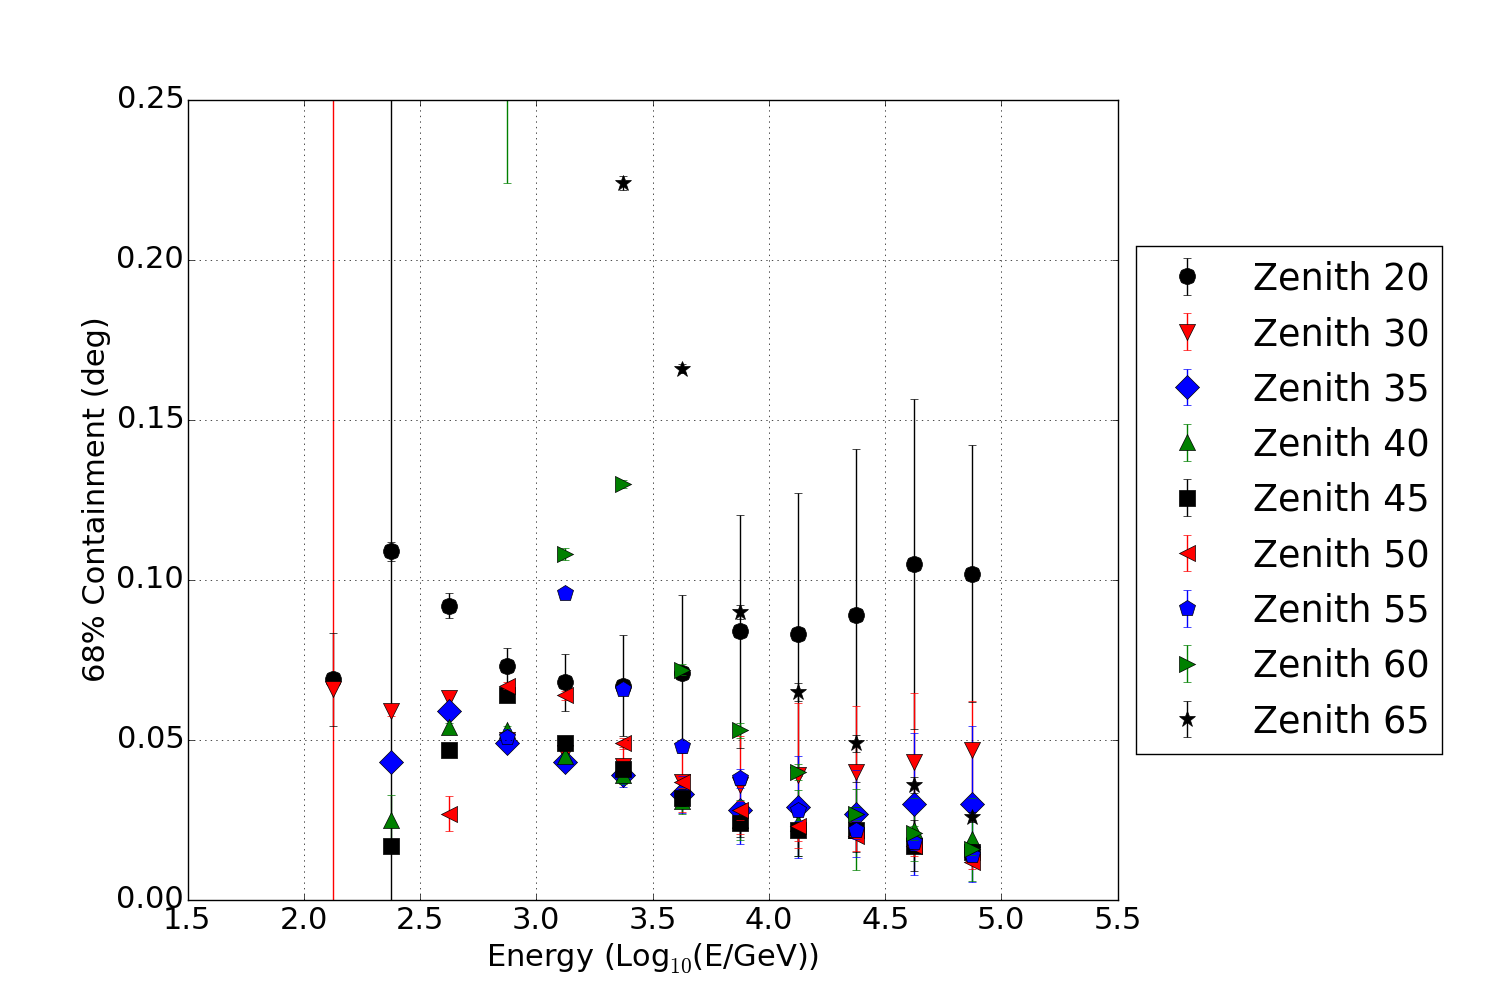 0.25
0.20
0.15
0.10
0.05
0.00
68% Containment (deg)
1.5 2.0 2.5 3.0 3.5 4.0 4.5 5.0 5.5
Energy (Log₁₀(E/GeV))
Zenith 20
Zenith 30
Zenith 35
Zenith 40
Zenith 45
Zenith 50
Zenith 55
Zenith 60
Zenith 65